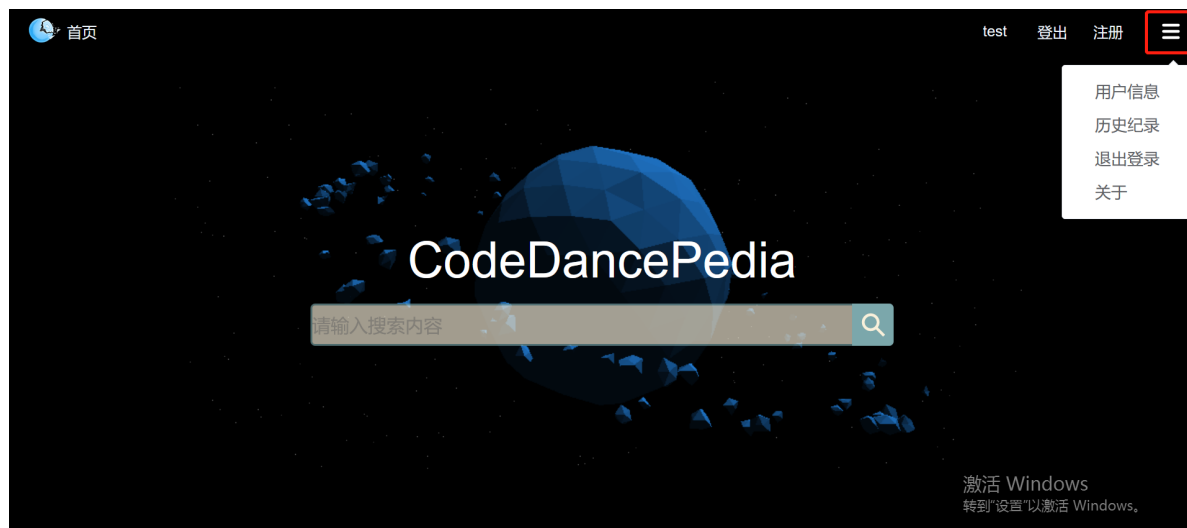 首页
test 登出 注册
用户信息
历史纪录
退出登录
关于
CodeDancePedia
请输入搜索内容
激活 Windows
转到"设置"以激活 Windows。